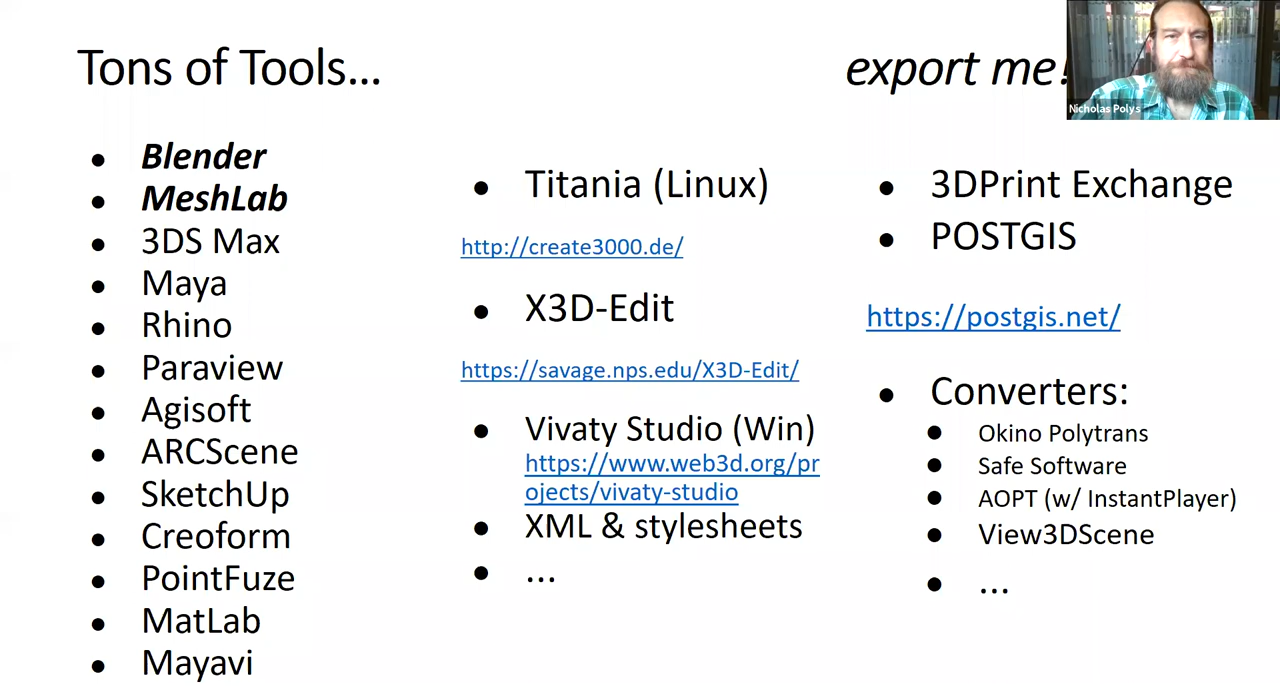 Tons of Tools...
export me!
Nicholas Polys
● Blender
● MeshLab
● 3DS Max
● Maya
● Rhino
● Paraview
● Agisoft
● ARCScene
● SketchUp
● Creoform
● PointFuze
● MatLab
● Mayavi
● Titania (Linux)
http://create3000.de/
● X3D-Edit
https://savage.nps.edu/X3D-Edit/
● Vivaty Studio (Win)
https://www.web3d.org/pr
ojects/vivaty-studio
● XML & stylesheets
● ...
● 3DPrint Exchange
● POSTGIS
https://postgis.net/
● Converters:
● Okino Polytrans
● Safe Software
● AOPT (w/ InstantPlayer)
● View3DScene
● ...